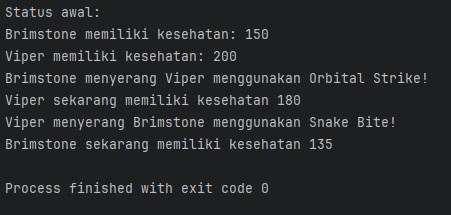 Status awal:
Brimstone memiliki kesehatan: 150
Viper memiliki kesehatan: 200
Brimstone menyerang Viper menggunakan Orbital Strike!
Viper sekarang memiliki kesehatan 180
Viper menyerang Brimstone menggunakan Snake Bite!
Brimstone sekarang memiliki kesehatan 135
Process finished with exit code 0